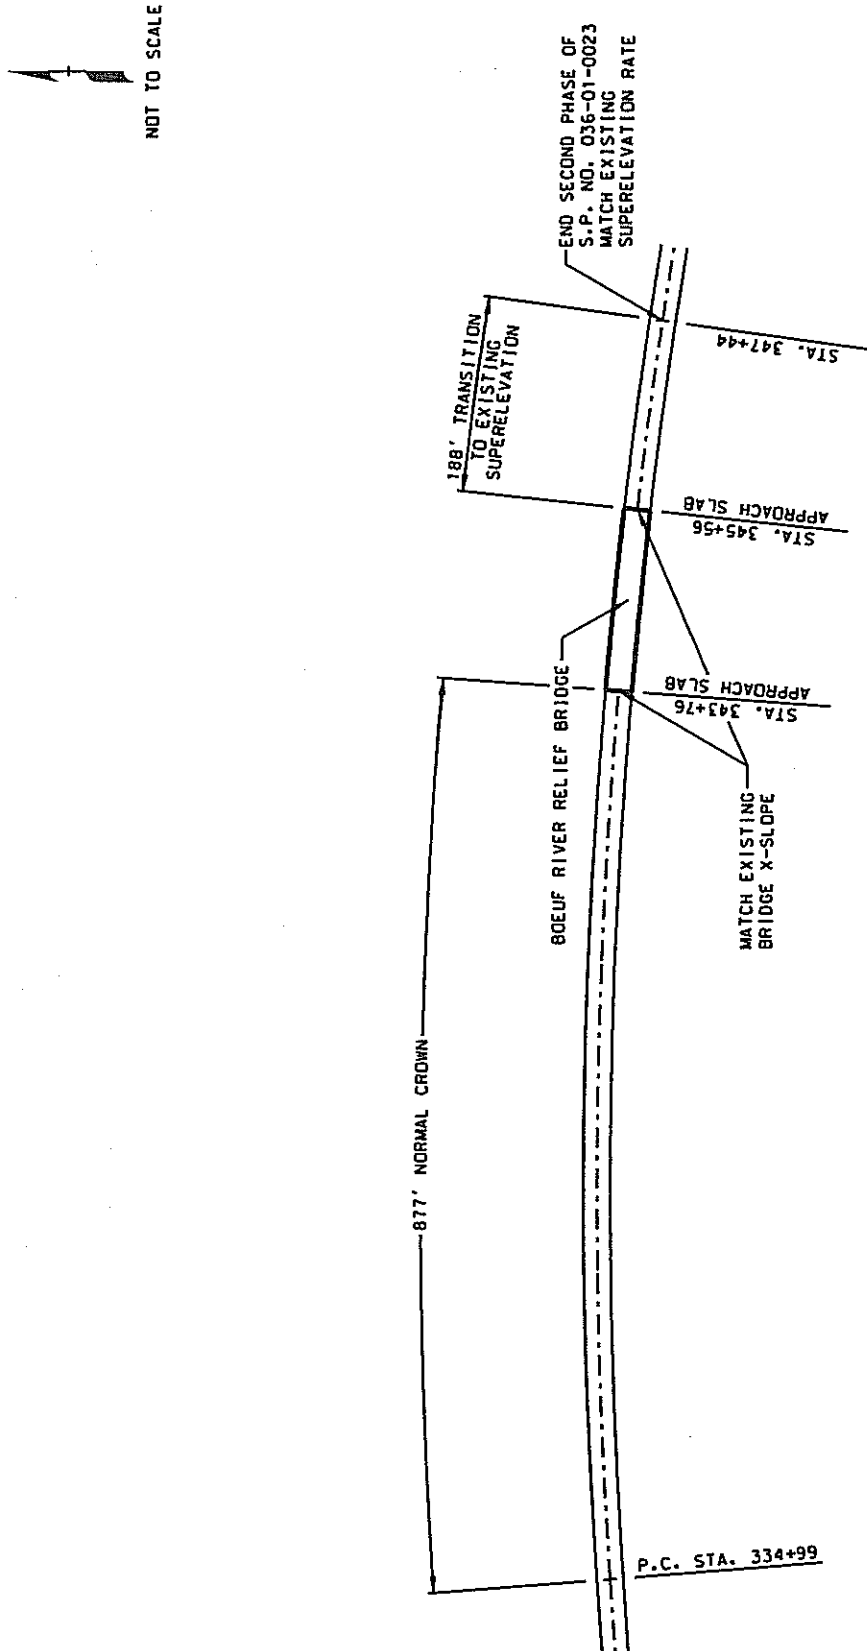 NOT TO SCALE
END SECOND PHASE OF
S.P. NO. 036-01-0023
MATCH EXISTING
SUPERELEVATION RATE
188' TRANSITION
TO EXISTING
SUPERELEVATION
STA. 347+44
APPROACH SLAB
STA. 345+56
BOEUF RIVER RELIEF BRIDGE
APPROACH SLAB
STA. 343+76
MATCH EXISTING
BRIDGE X-SLOPE
877' NORMAL CROWN
P.C. STA. 334+99